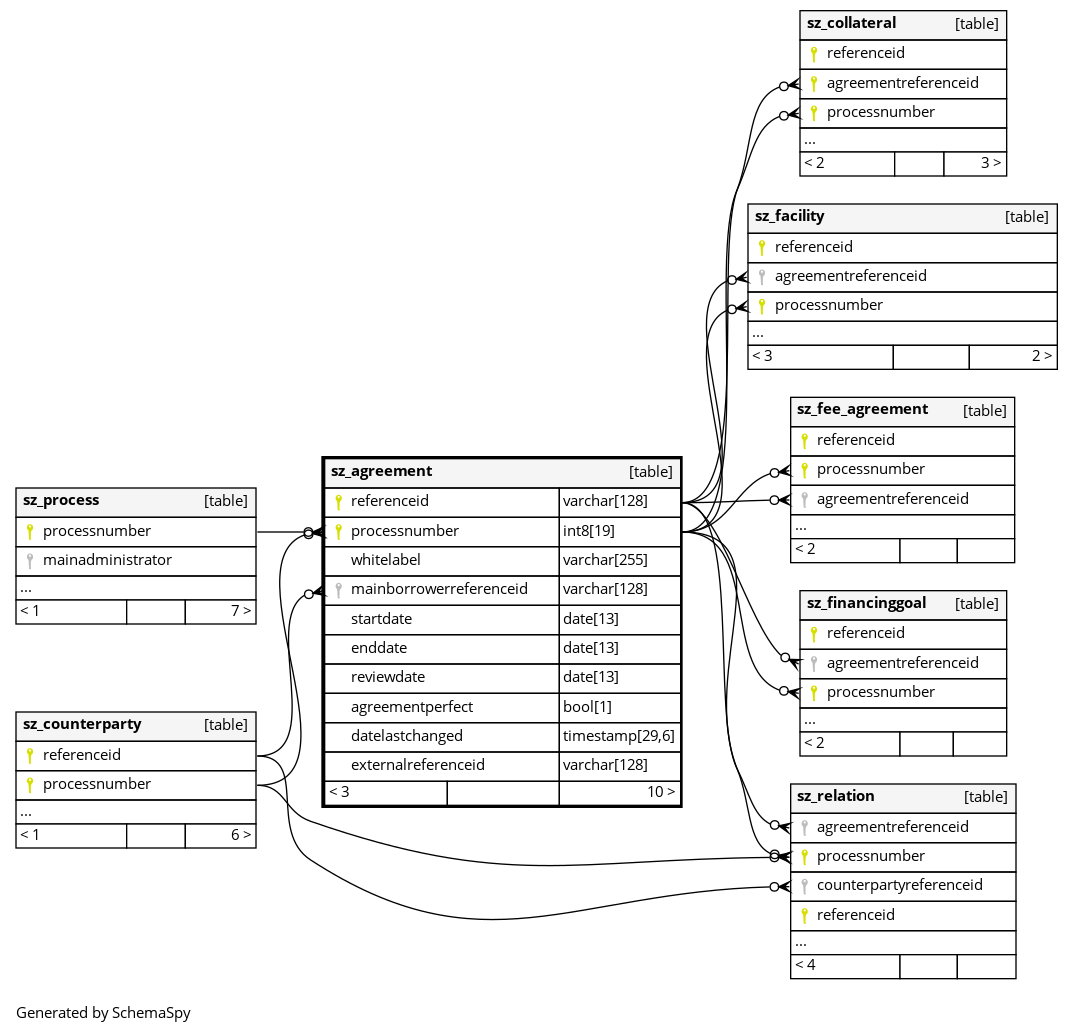 sz_collateral [table]
referenceid
agreementreferenceid
processnumber
...
< 2 3 >
sz_facility [table]
referenceid
agreementreferenceid
processnumber
...
< 3 2 >
sz_fee_agreement [table]
referenceid
processnumber
agreementreferenceid
...
< 2
sz_agreement [table]
referenceid varchar[128]
processnumber int8[19]
whitelabel varchar[255]
mainborrowerreferenceid varchar[128]
startdate date[13]
enddate date[13]
reviewdate date[13]
agreementperfect bool[1]
datelastchanged timestamp[29,6]
externalreferenceid varchar[128]
< 3 10 >
sz_process [table]
processnumber
mainadministrator
...
< 1 7 >
sz_financinggoal [table]
referenceid
agreementreferenceid
processnumber
...
< 2
sz_counterparty [table]
referenceid
processnumber
...
< 1 6 >
sz_relation [table]
agreementreferenceid
processnumber
counterpartyreferenceid
referenceid
...
< 4
Generated by SchemaSpy